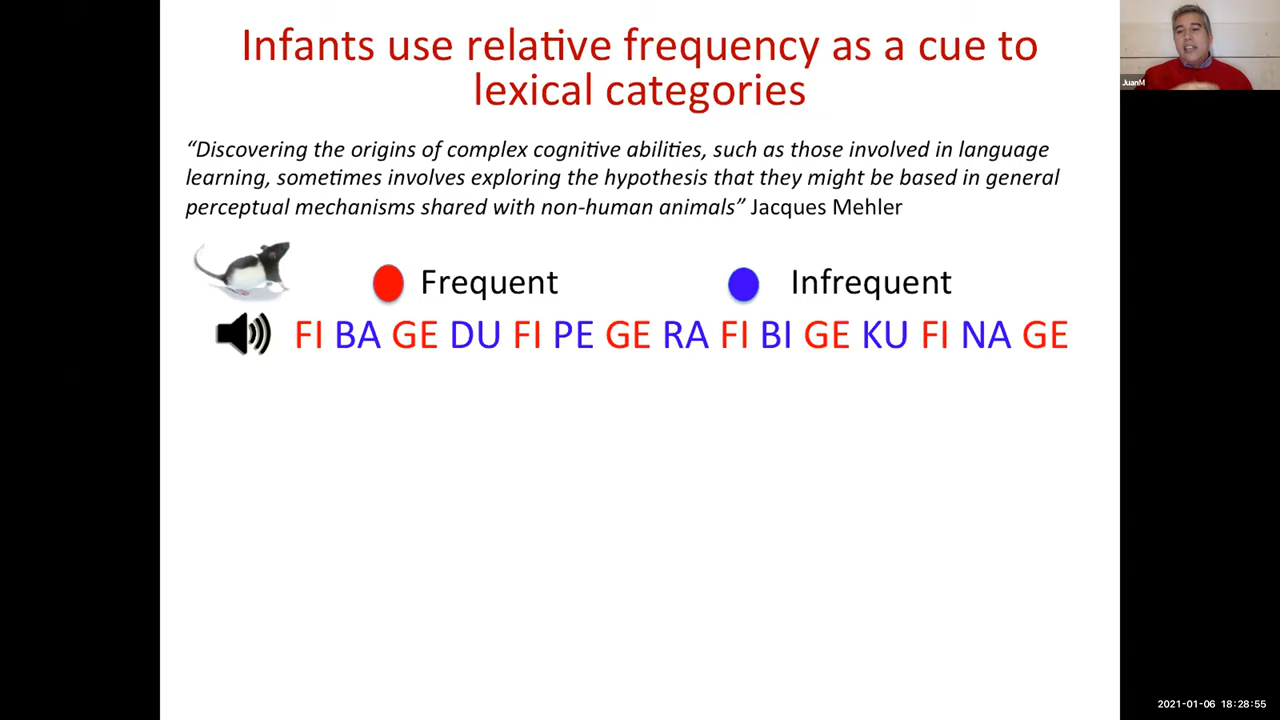 Infants use relative frequency as a cue to
lexical categories
“Discovering the origins of complex cognitive abilities, such as those involved in language
learning, sometimes involves exploring the hypothesis that they might be based in general
perceptual mechanisms shared with non-human animals” Jacques Mehler
Frequent
Infrequent
FI BA GE DU FI PE GE RA FI BI GE KU FI NA GE
JuanM
2021-01-06 18:28:55